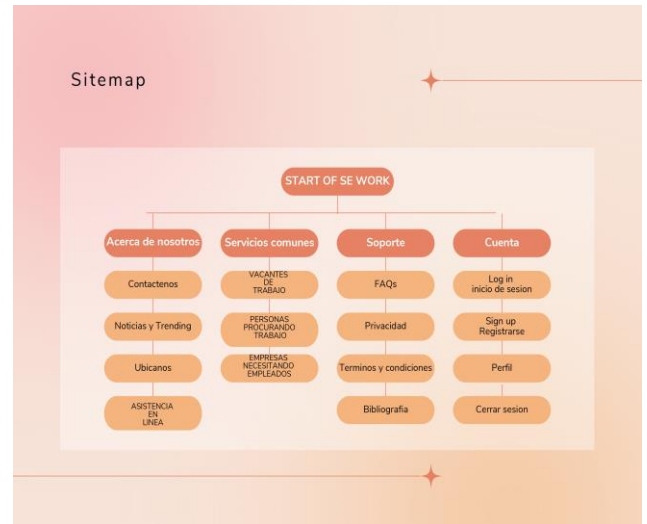 Sitemap
START OF SE WORK
Acerca de nosotros
Servicios comunes
Soporte
Cuenta
Contactenos
VACANTES
DE
TRABAJO
FAQs
Log in
inicio de sesion
Noticias y Trending
PERSONAS
PROCURANDO
TRABAJO
Privacidad
Sign up
Registrarse
Ubicanos
EMPRESAS
NECESITANDO
EMPLEADOS
Terminos y condiciones
Perfil
ASISTENCIA
EN
LINEA
Bibliografia
Cerrar sesion